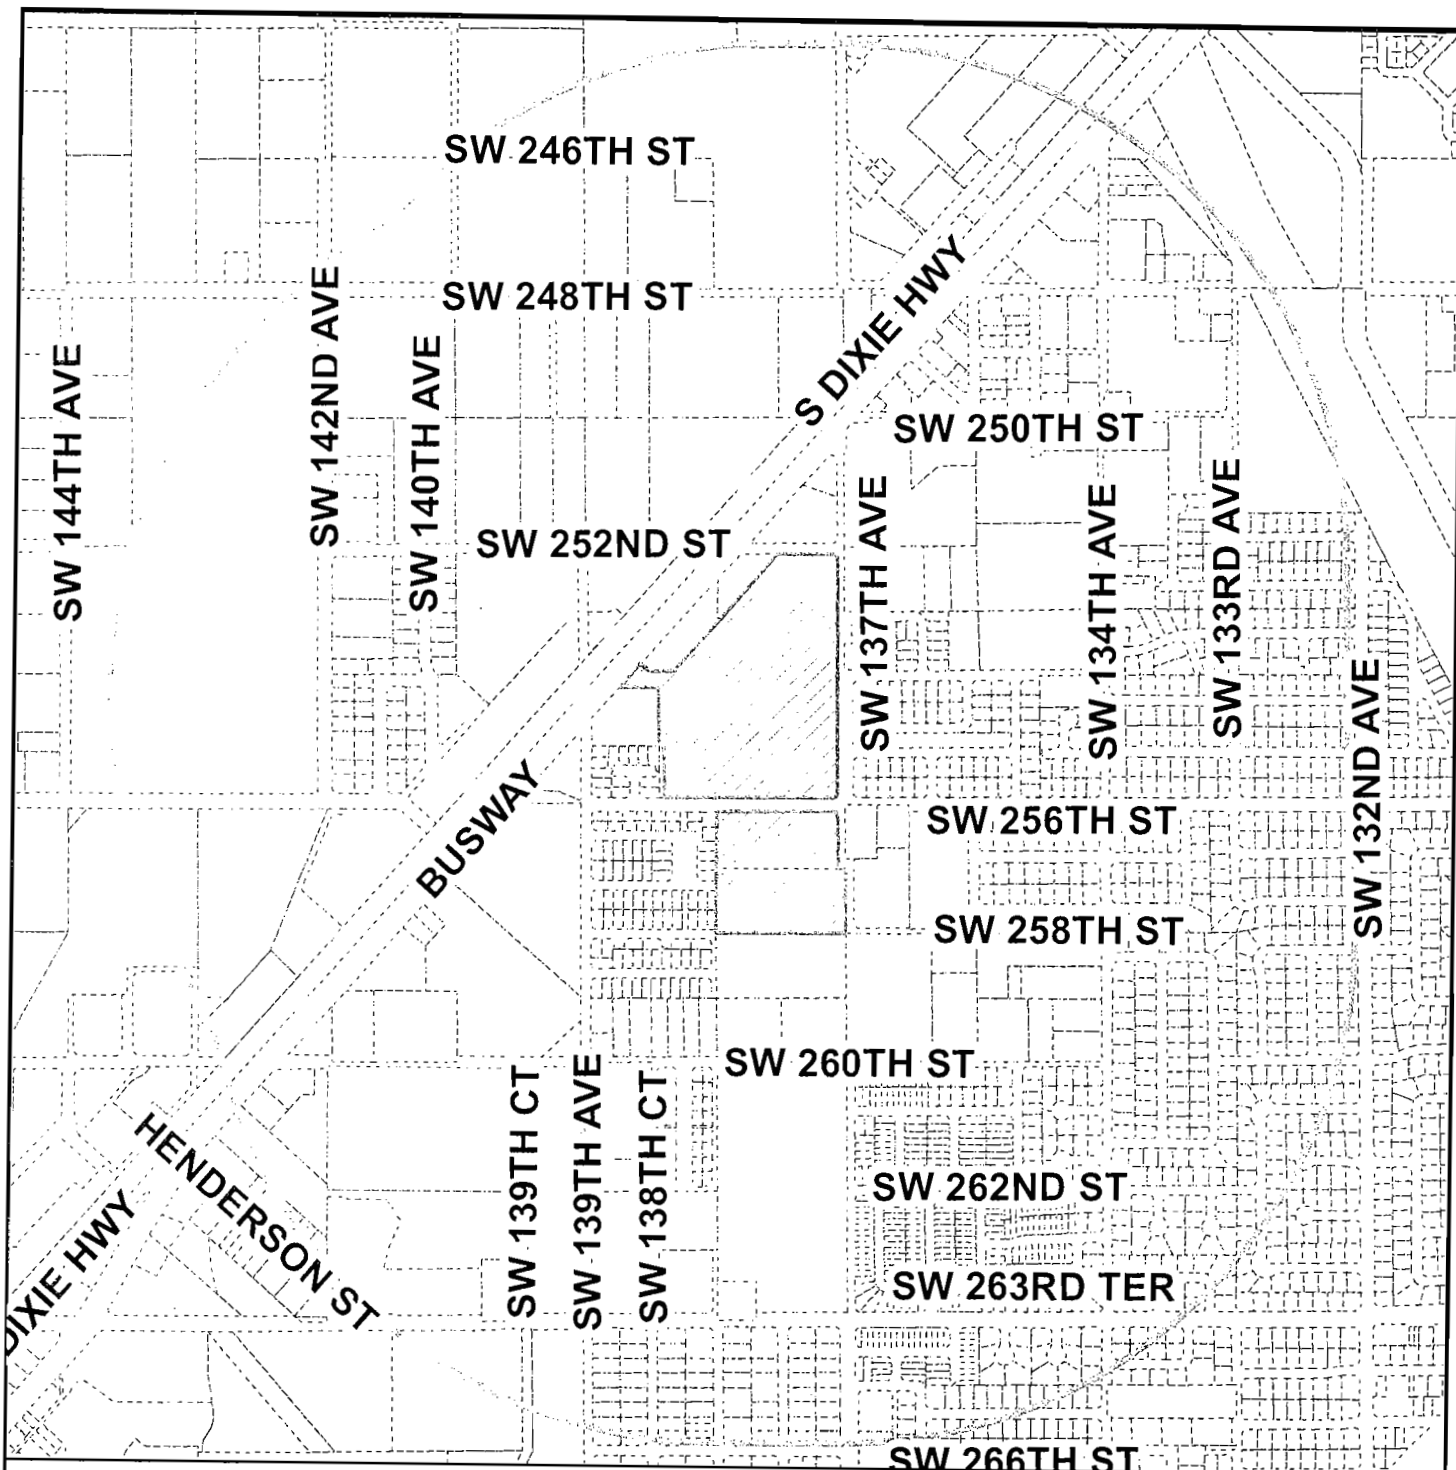 SW 246TH ST
SW 248TH ST
S DIXIE HWY
SW 142ND AVE
SW 144TH AVE
SW 140TH AVE
SW 250TH ST
SW 252ND ST
SW 137TH AVE
SW 134TH AVE
SW 133RD AVE
SW 132ND AVE
BUSWAY
SW 256TH ST
SW 258TH ST
SW 260TH ST
SW 139TH CT
SW 139TH AVE
SW 138TH CT
HENDERSON ST
DIXIE HWY
SW 262ND ST
SW 263RD TER
SW 266TH ST